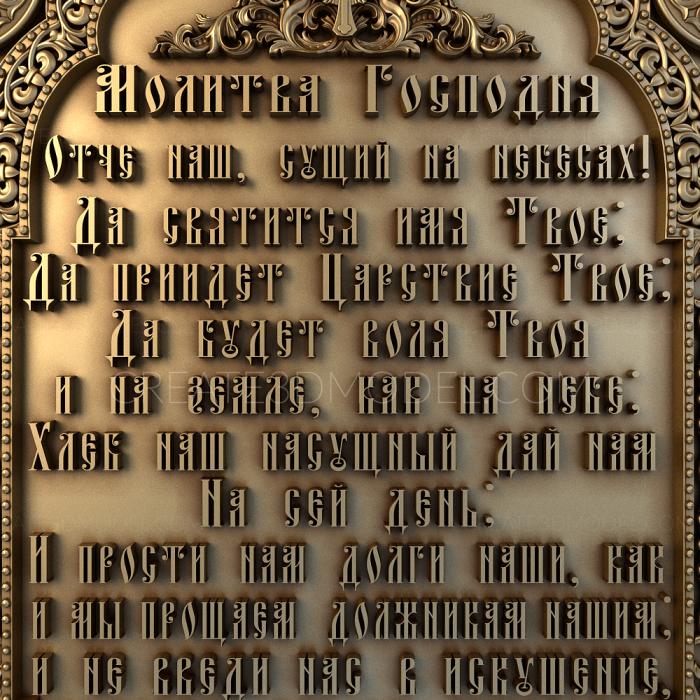 Молитва Господня
Отче наш, сущий на небесах!
Да святится имя Твое;
Да приидет Царствие Твое;
Да будет воля Твоя
и на земле, как на небе;
CREATE3DMODEL.COM
Хлеб наш насущный дай нам
На сей день;
И прости нам долги наши, как
и мы прощаем должникам нашим;
и не введи нас в искушение,